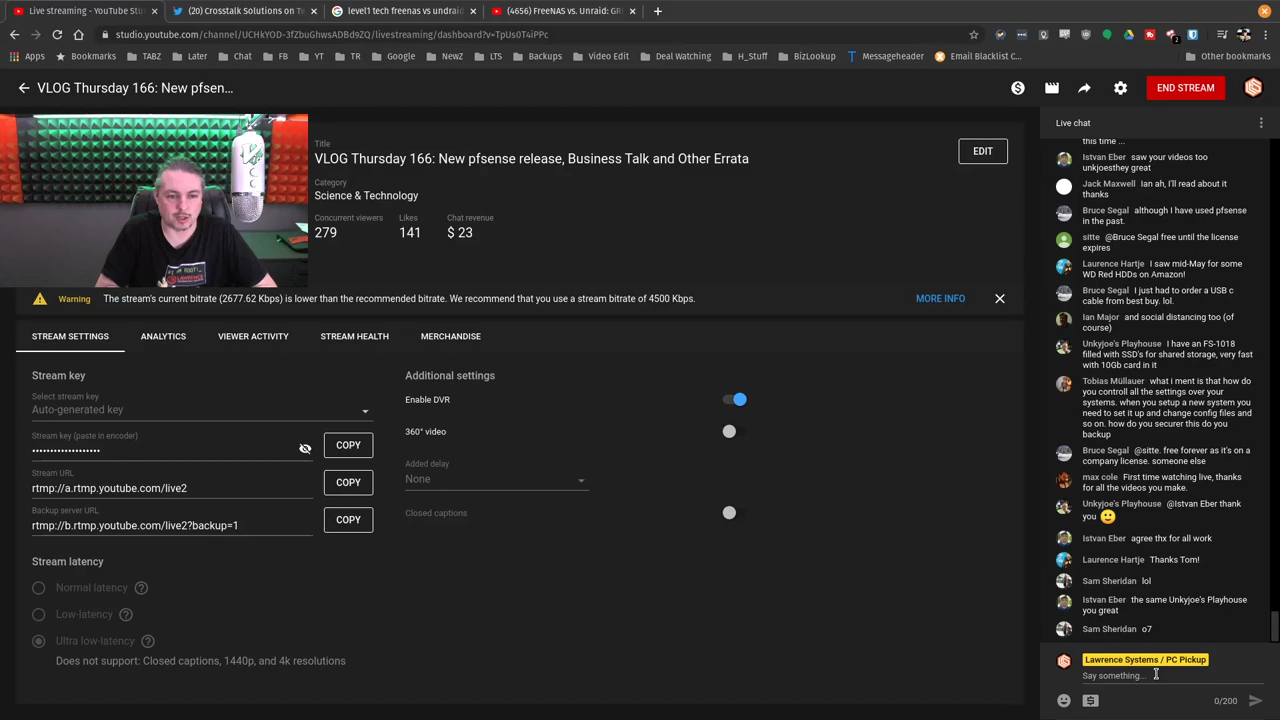 Live streaming - YouTube Stu
(20) Crosstalk Solutions on Tw
level1 tech freenas vs undraid
(4656) FreeNAS vs. Unraid: GR
studio.youtube.com/channel/UCHkYOD-3fZbuGhwsADBd9ZQ/livestreaming/dashboard?v=TpUs0T4iPPc
Apps
Bookmarks
TABZ
Later
Chat
FB
YT
TR
Google
NewZ
LTS
Backups
Video Edit
Deal Watching
H_Stuff
BizLookup
Messageheader
Email Blacklist C...
Other bookmarks
VLOG Thursday 166: New pfsen...
END STREAM
Title
VLOG Thursday 166: New pfsense release, Business Talk and Other Errata
EDIT
Category
Science & Technology
Concurrent viewers Likes Chat revenue
279 141 $ 23
Warning The stream's current bitrate (2677.62 Kbps) is lower than the recommended bitrate. We recommend that you use a stream bitrate of 4500 Kbps.
MORE INFO
STREAM SETTINGS ANALYTICS VIEWER ACTIVITY STREAM HEALTH MERCHANDISE
Stream key
Select stream key
Auto-generated key
Stream key (paste in encoder)
••••••••••••••••••
COPY
Stream URL
rtmp://a.rtmp.youtube.com/live2
COPY
Backup server URL
rtmp://b.rtmp.youtube.com/live2?backup=1
COPY
Stream latency
Normal latency
Low-latency
Ultra low-latency
Does not support: Closed captions, 1440p, and 4k resolutions
Additional settings
Enable DVR
360° video
Added delay
None
Closed captions
Live chat
this time ...
Istvan Eber saw your videos too
unkjoesthey great
Jack Maxwell Ian ah, I'll read about it
thanks
Bruce Segal although I have used pfsense
in the past.
sitte @Bruce Segal free until the license
expires
Laurence Hartje I saw mid-May for some
WD Red HDDs on Amazon!
Bruce Segal I just had to order a USB c
cable from best buy. lol.
Ian Major and social distancing too (of
course)
Unkyjoe's Playhouse I have an FS-1018
filled with SSD's for shared storage, very fast
with 10Gb card in it
Tobias Müllauer what i ment is that how do
you controll all the settings over your
systems. when you setup a new system you
need to set it up and change config files and
so on. how do you securer this do you
backup
Bruce Segal @sitte. free forever as it's on a
company license. someone else
max cole First time watching live, thanks
for all the videos you make.
Unkyjoe's Playhouse @Istvan Eber thank
you 🙂
Istvan Eber agree thx for all work
Laurence Hartje Thanks Tom!
Sam Sheridan lol
Istvan Eber the same Unkyjoe's Playhouse
you great
Sam Sheridan o7
Lawrence Systems / PC Pickup
Say something...
0/200